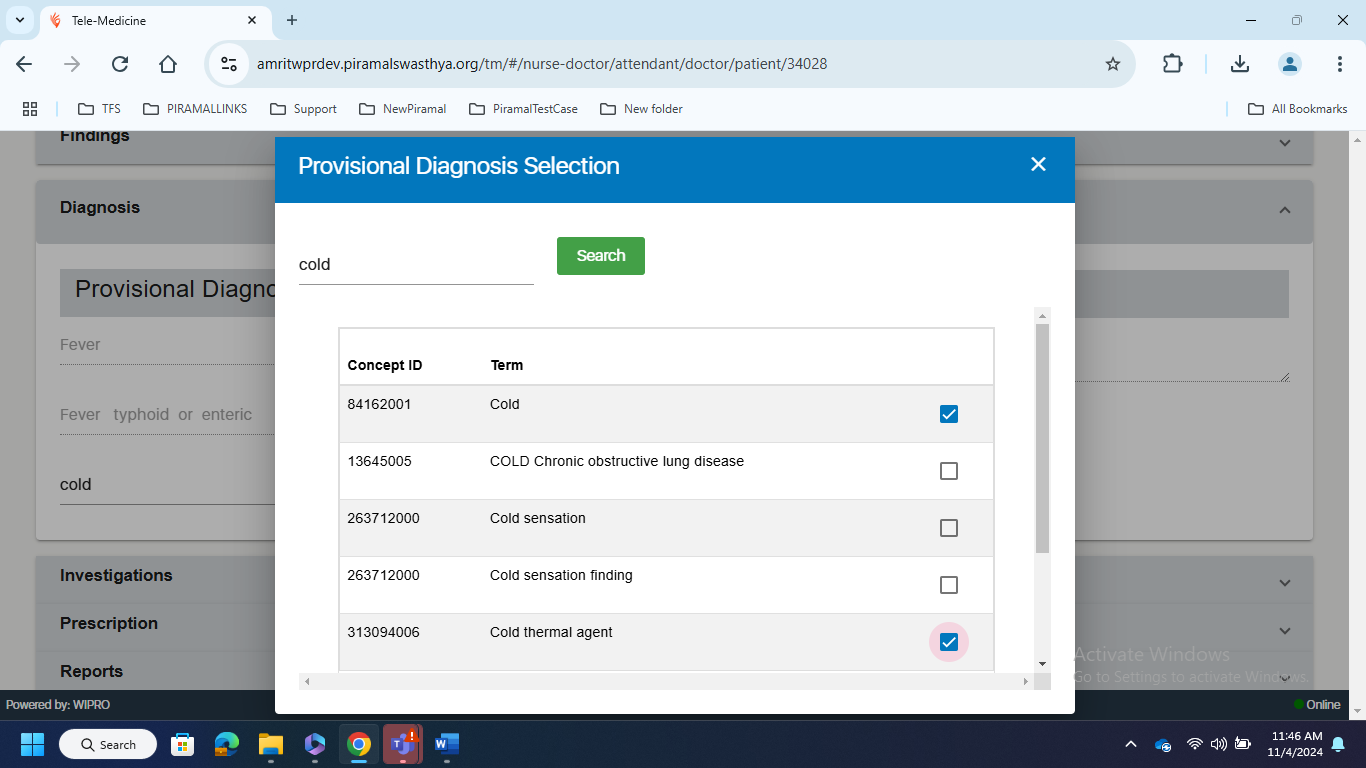 Tele-Medicine
amritwprdev.piramalswasthya.org/tm/#/nurse-doctor/attendant/doctor/patient/34028
TFS PIRAMALLINKS Support NewPiramal PiramalTestCase New folder All Bookmarks
Findings
Provisional Diagnosis Selection
Diagnosis
cold Search
Provisional Diagno
Fever
Concept ID Term
84162001 Cold
Fever typhoid or enteric
13645005 COLD Chronic obstructive lung disease
cold
263712000 Cold sensation
263712000 Cold sensation finding
Investigations
313094006 Cold thermal agent
Prescription
Reports
Activate Windows
Go to Settings to activate Windows.
Powered by: WIPRO Online
Search
11:46 AM
11/4/2024